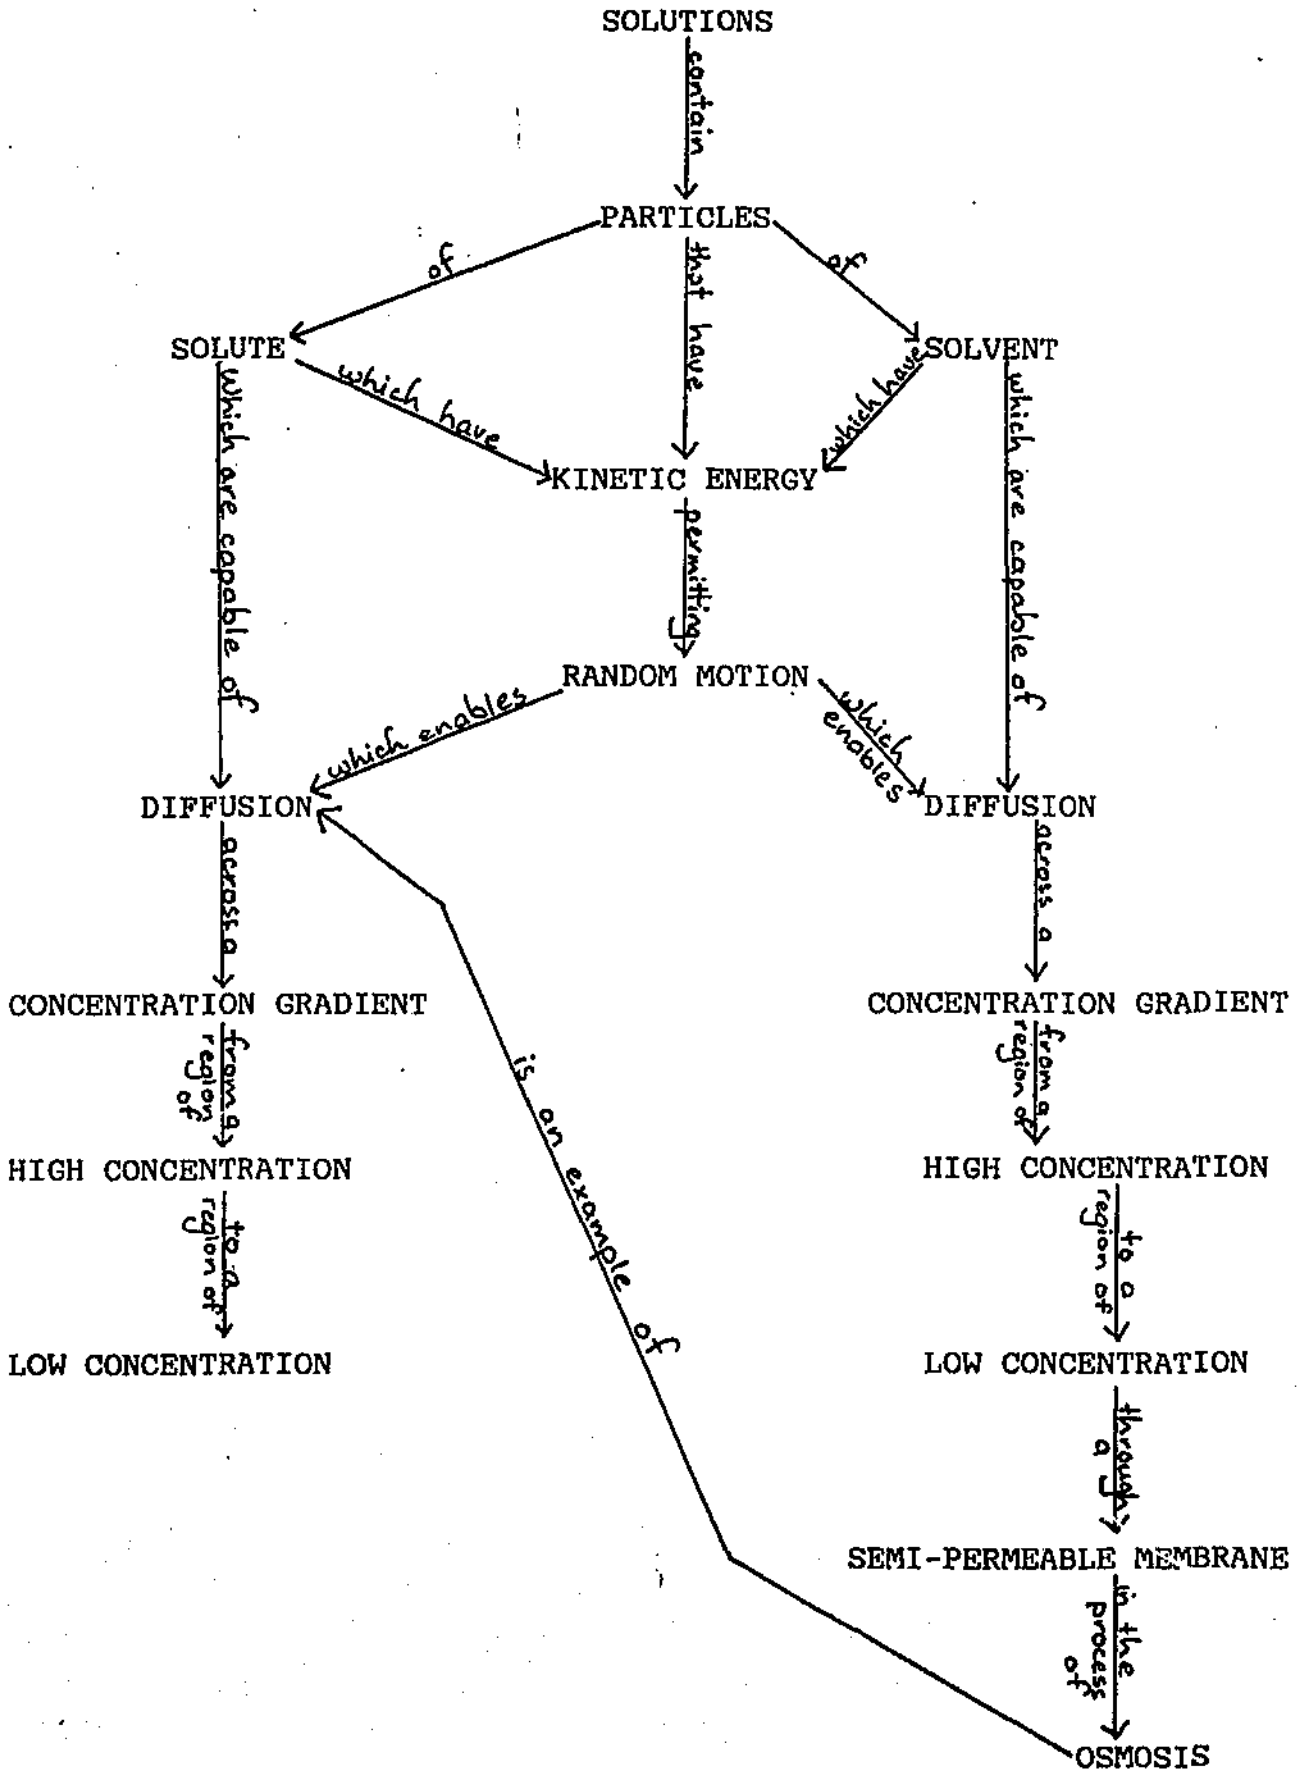 SOLUTIONS
contain
PARTICLES
of
that have
of
SOLUTE
SOLVENT
which have
which have
which are capable of
which are capable of
KINETIC ENERGY
permitting
RANDOM MOTION
which enables
which
enables
DIFFUSION
DIFFUSION
across a
across a
CONCENTRATION GRADIENT
CONCENTRATION GRADIENT
from a
region
of
from a
region of
is an example of
HIGH CONCENTRATION
HIGH CONCENTRATION
to a
region of
to a
region of
LOW CONCENTRATION
LOW CONCENTRATION
through
a
SEMI-PERMEABLE MEMBRANE
in the
process
of
OSMOSIS